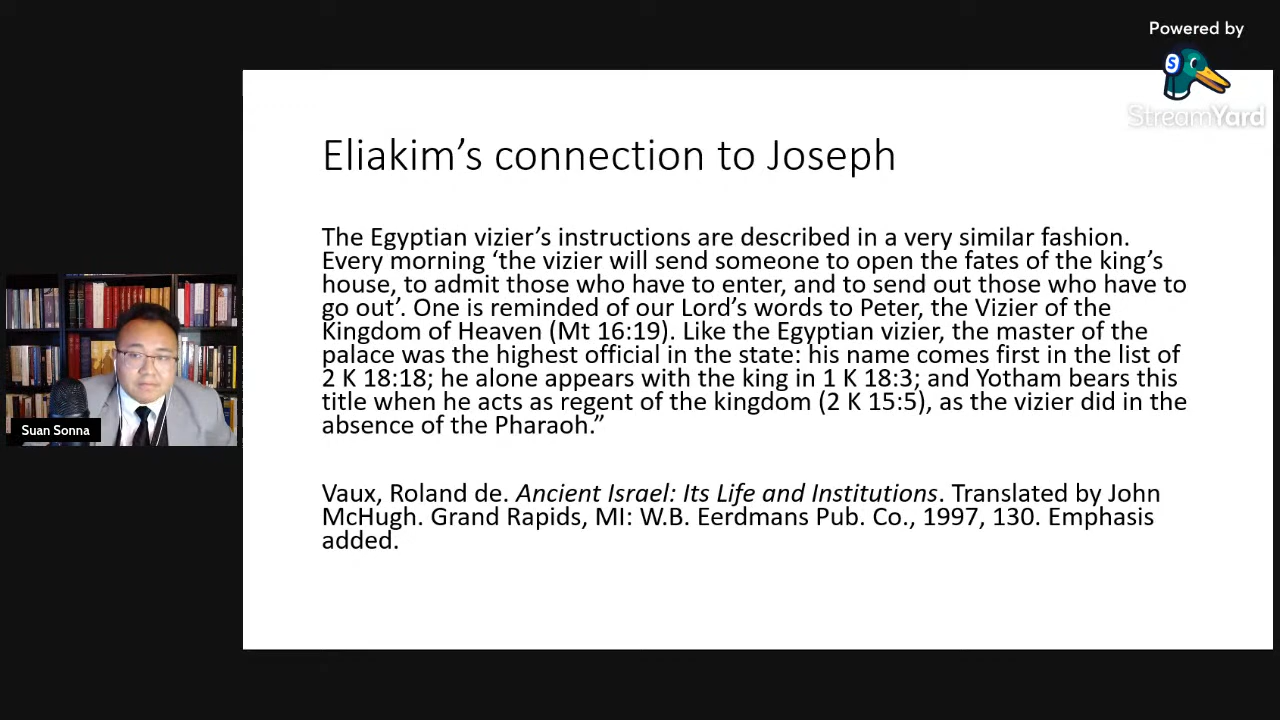 Powered by
StreamYard
Eliakim’s connection to Joseph
The Egyptian vizier’s instructions are described in a very similar fashion.
Every morning ‘the vizier will send someone to open the fates of the king’s
house, to admit those who have to enter, and to send out those who have to
go out’. One is reminded of our Lord’s words to Peter, the Vizier of the
Kingdom of Heaven (Mt 16:19). Like the Egyptian vizier, the master of the
palace was the highest official in the state: his name comes first in the list of
2 K 18:18; he alone appears with the king in 1 K 18:3; and Yotham bears this
title when he acts as regent of the kingdom (2 K 15:5), as the vizier did in the
absence of the Pharaoh.”
Vaux, Roland de. Ancient Israel: Its Life and Institutions. Translated by John
McHugh. Grand Rapids, MI: W.B. Eerdmans Pub. Co., 1997, 130. Emphasis
added.
Suan Sonna